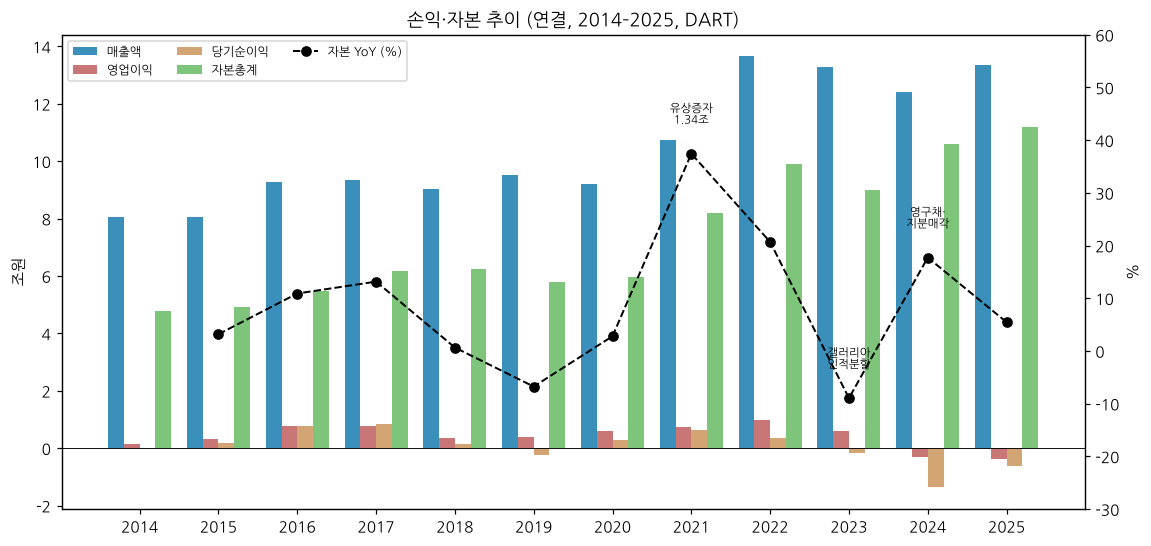 손익·자본 추이 (연결, 2014-2025, DART)
매출액
영업이익
당기순이익
자본총계
자본 YoY (%)
조원
14
12
10
8
6
4
2
0
-2
유상증자
1.34조
갤러리아
인적분할
영구채·
지분매각
60
50
40
30
20
10
0
-10
-20
-30
%
2014 2015 2016 2017 2018 2019 2020 2021 2022 2023 2024 2025